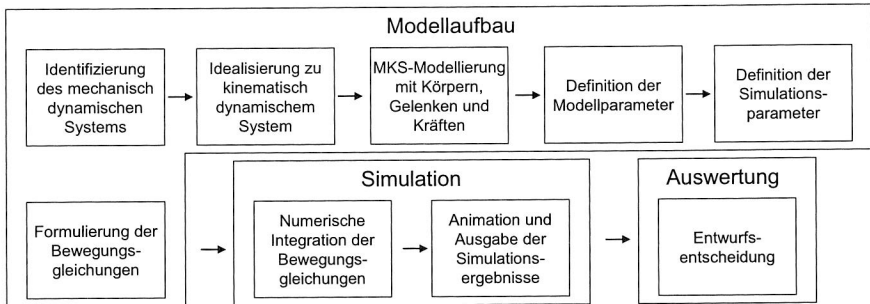 Modellaufbau
Identifizierung
des mechanisch
dynamischen
Systems
Idealisierung zu
kinematisch
dynamischem
System
MKS-Modellierung
mit Körpern,
Gelenken und
Kräften
Definition der
Modellparameter
Definition der
Simulations-
parameter
Formulierung der
Bewegungs-
gleichungen
Simulation
Numerische
Integration der
Bewegungs-
gleichungen
Animation und
Ausgabe der
Simulations-
ergebnisse
Auswertung
Entwurfs-
entscheidung